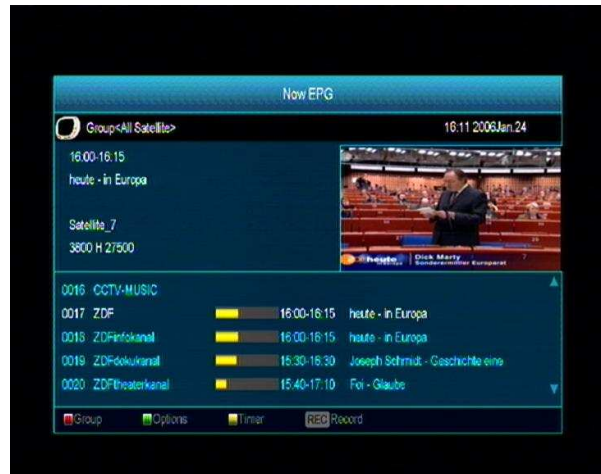 Now EPG
Group<All Satellite>
16:11 2006Jan.24
16:00-16:15
heute - in Europa
Satellite_7
3800 H 27500
heute
Dick Marty
Sonderermittler Europarat
0016 CCTV-MUSIC
0017 ZDF 16:00-16:15 heute - in Europa
0018 ZDFinfokanal 16:00-16:15 heute - in Europa
0019 ZDFdokukanal 15:30-16:30 Joseph Schmidt - Geschichte eine
0020 ZDFtheaterkanal 15:40-17:10 Foi - Glaube
Group Options Timer REC Record